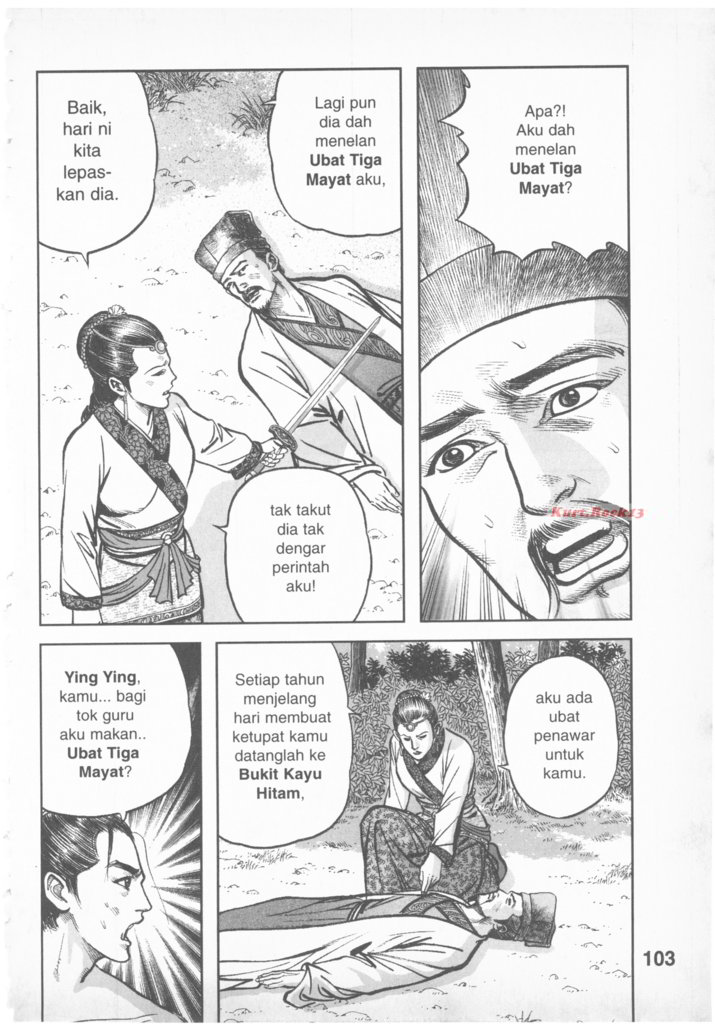 Baik,
hari ni
kita
lepas-
kan dia.
Lagi pun
dia dah
menelan
Ubat Tiga
Mayat aku,
tak takut
dia tak
dengar
perintah
aku!
Apa?!
Aku dah
menelan
Ubat Tiga
Mayat?
Kurt.Rock13
Ying Ying,
kamu... bagi
tok guru
aku makan..
Ubat Tiga
Mayat?
Setiap tahun
menjelang
hari membuat
ketupat kamu
datanglah ke
Bukit Kayu
Hitam,
aku ada
ubat
penawar
untuk
kamu.
103